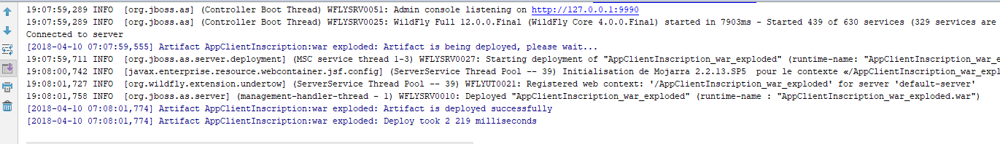 19:07:59,289 INFO  [org.jboss.as] (Controller Boot Thread) WFLYSRV0051: Admin console listening on http://127.0.0.1:9990
19:07:59,289 INFO  [org.jboss.as] (Controller Boot Thread) WFLYSRV0025: WildFly Full 12.0.0.Final (WildFly Core 4.0.0.Final) started in 7903ms - Started 439 of 630 services (329 services are
Connected to server
[2018-04-10 07:07:59,555] Artifact AppClientInscription:war exploded: Artifact is being deployed, please wait...
19:07:59,711 INFO  [org.jboss.as.server.deployment] (MSC service thread 1-3) WFLYSRV0027: Starting deployment of "AppClientInscription_war_exploded" (runtime-name: "AppClientInscription_war_e
19:08:00,742 INFO  [javax.enterprise.resource.webcontainer.jsf.config] (ServerService Thread Pool -- 39) Initialisation de Mojarra 2.2.13.SP5  pour le contexte «/AppClientInscription_war_expl
19:08:01,727 INFO  [org.wildfly.extension.undertow] (ServerService Thread Pool -- 39) WFLYUT0021: Registered web context: '/AppClientInscription_war_exploded' for server 'default-server'
19:08:01,758 INFO  [org.jboss.as.server] (management-handler-thread - 1) WFLYSRV0010: Deployed "AppClientInscription_war_exploded" (runtime-name : "AppClientInscription_war_exploded.war")
[2018-04-10 07:08:01,774] Artifact AppClientInscription:war exploded: Artifact is deployed successfully
[2018-04-10 07:08:01,774] Artifact AppClientInscription:war exploded: Deploy took 2 219 milliseconds